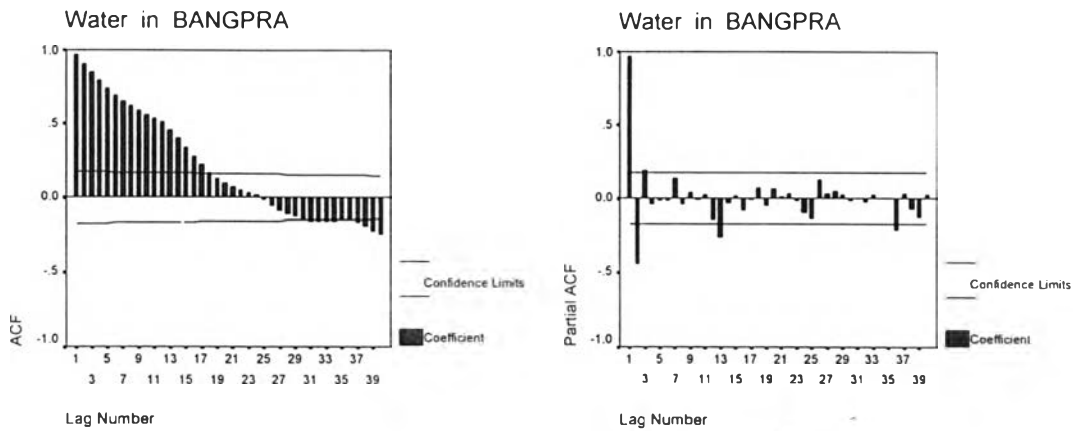 Water in BANGPRA
1.0
.5
0.0
-.5
-1.0
ACF
1 5 9 13 17 21 25 29 33 37
3 7 11 15 19 23 27 31 35 39
Lag Number
Confidence Limits
Coefficient
Water in BANGPRA
1.0
.5
0.0
-.5
-1.0
Partial ACF
1 5 9 13 17 21 25 29 33 37
3 7 11 15 19 23 27 31 35 39
Lag Number
Confidence Limits
Coefficient